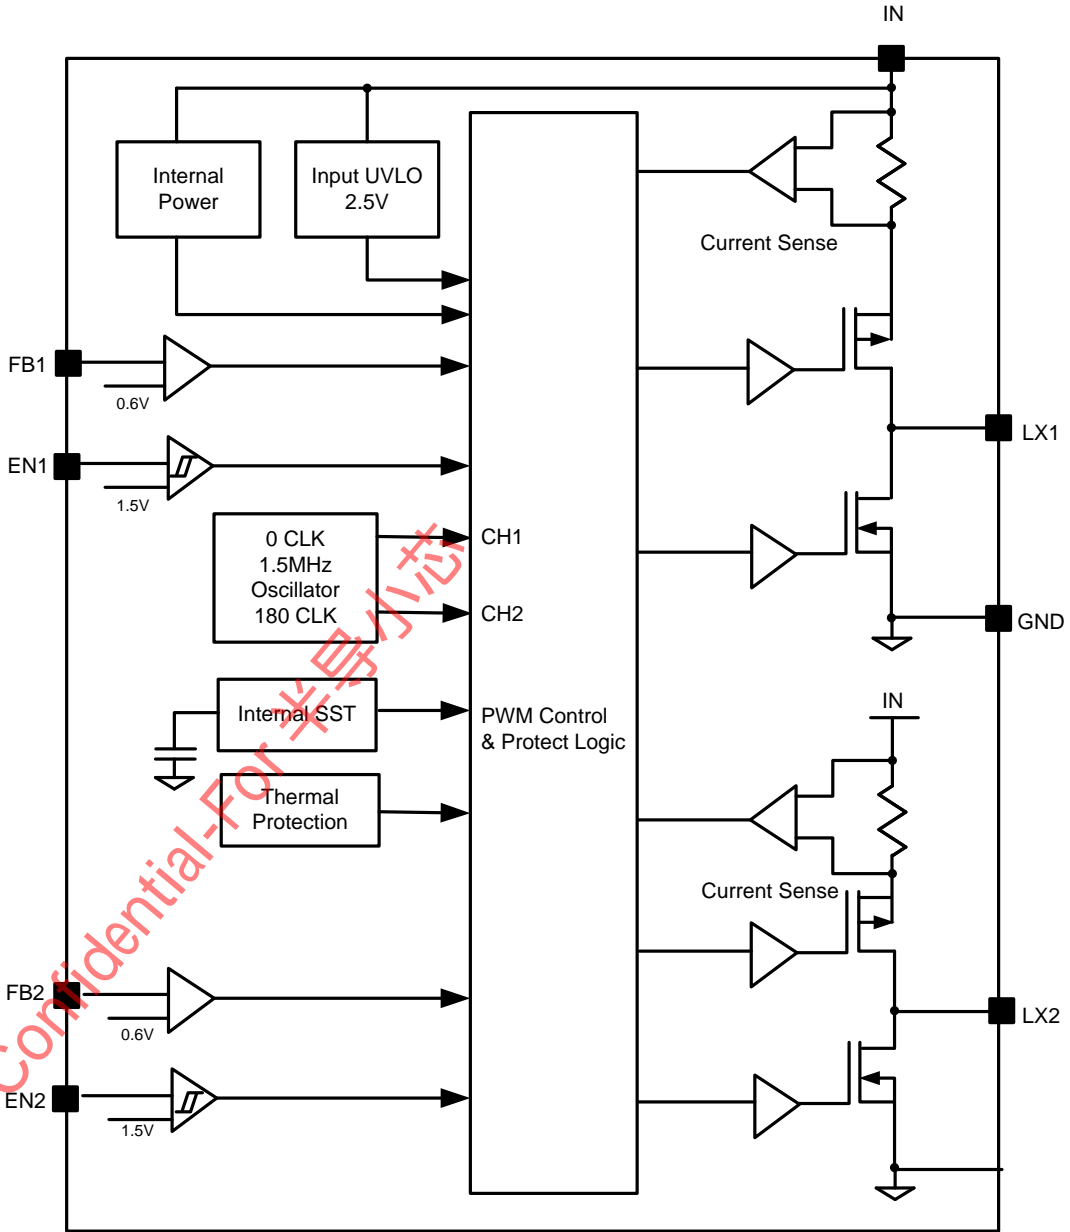 IN
Internal
Power
Input UVLO
2.5V
Current Sense
FB1
0.6V
LX1
EN1
1.5V
0 CLK
1.5MHz
Oscillator
180 CLK
CH1
CH2
GND
Internal SST
PWM Control
& Protect Logic
IN
Thermal
Protection
Current Sense
FB2
0.6V
LX2
EN2
1.5V
Confidential-For 半导小芯